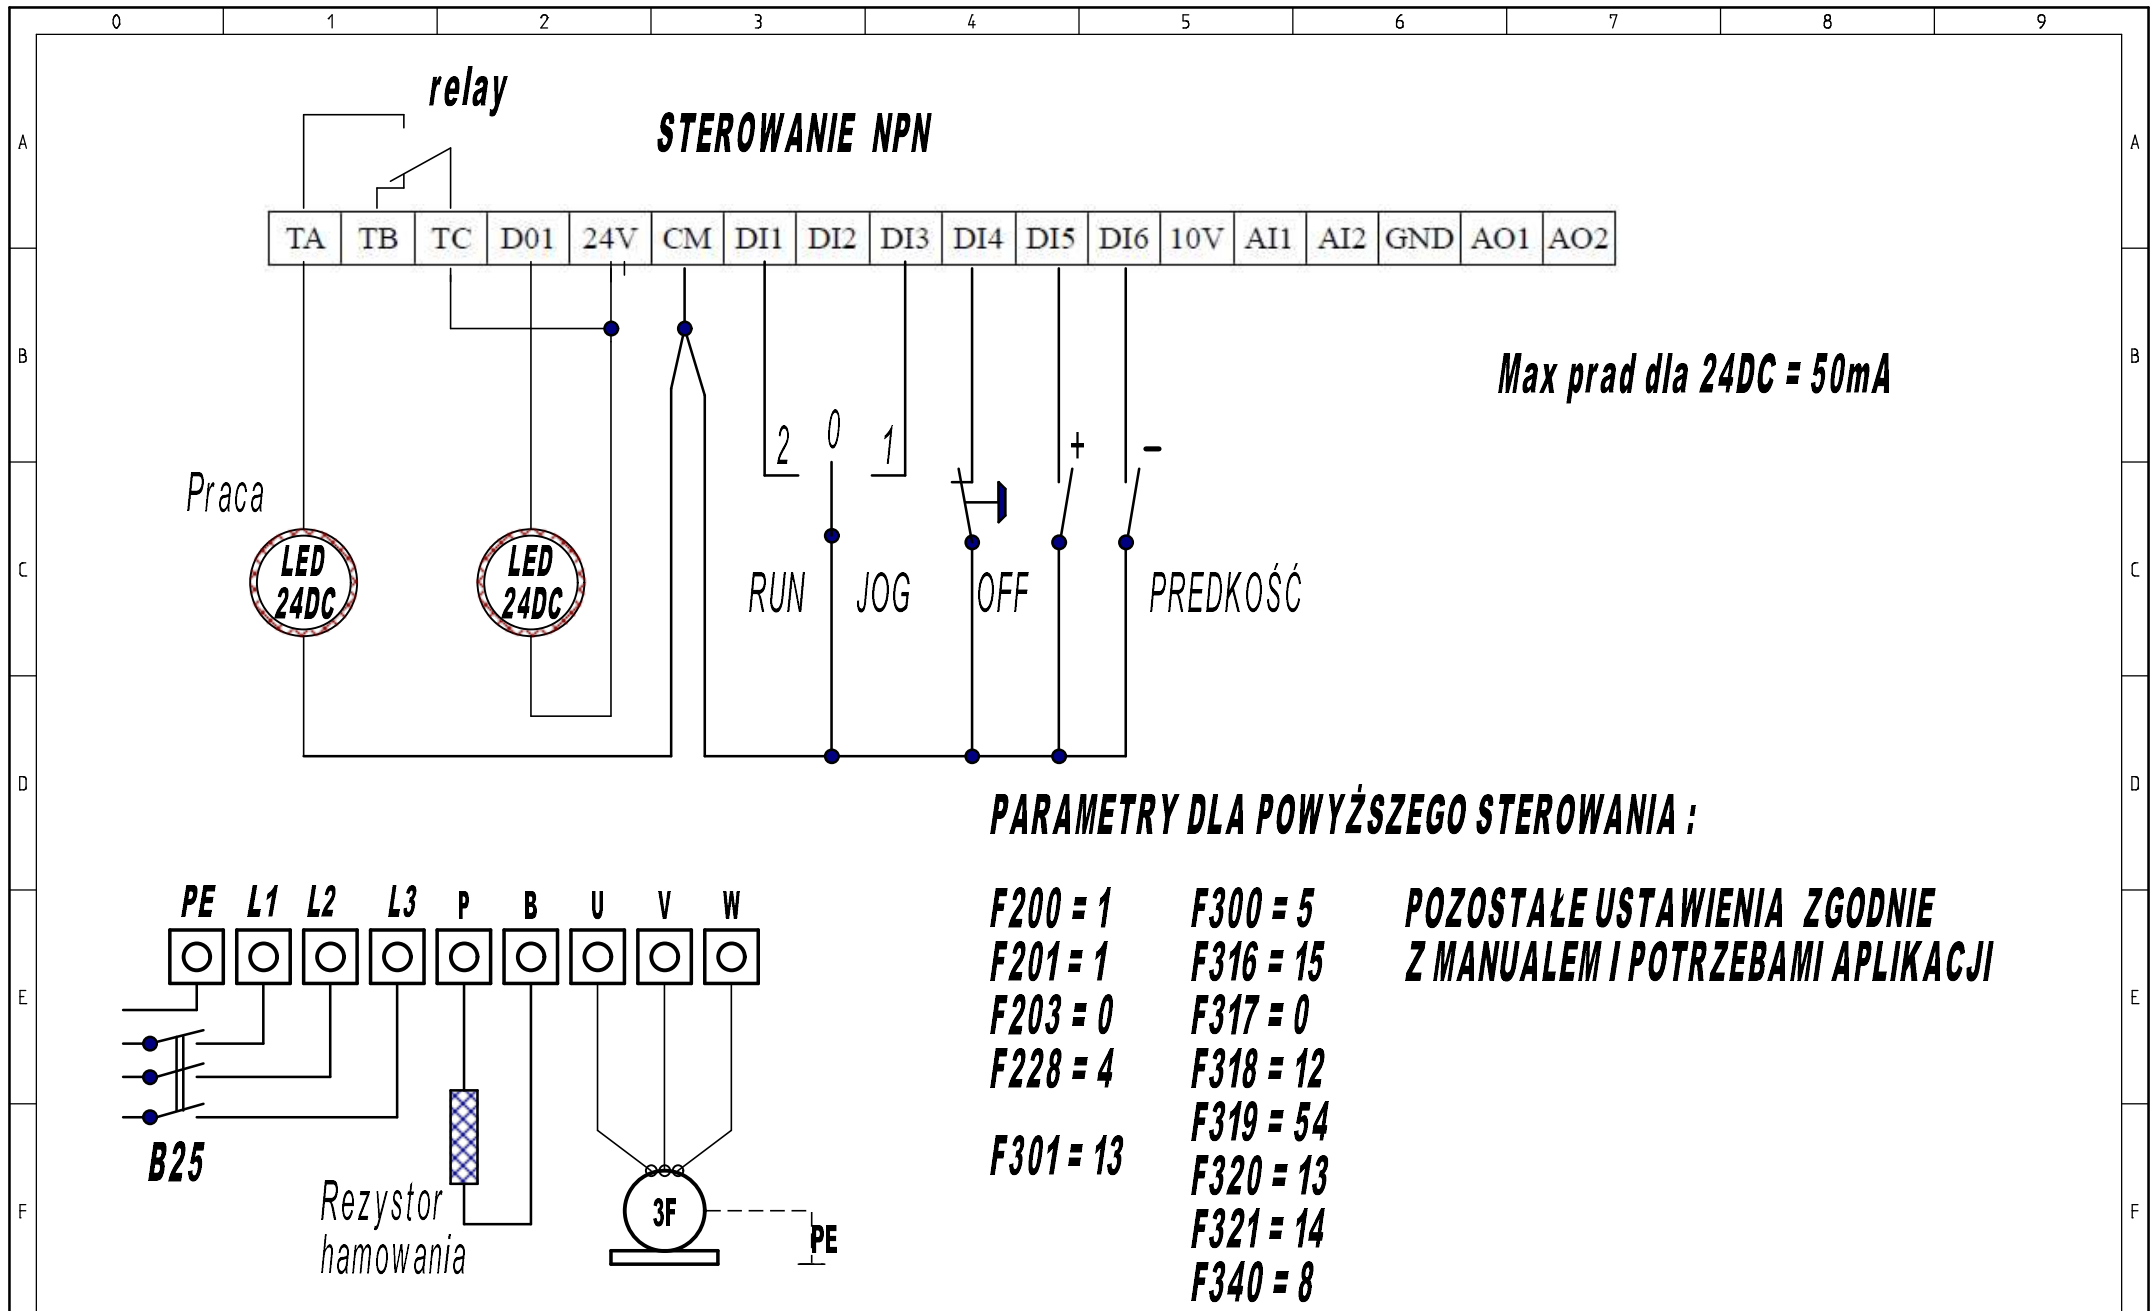 0 1 2 3 4 5 6 7 8 9
relay
A STEROWANIE NPN A
TA TB TC D01 24V CM DI1 DI2 DI3 DI4 DI5 DI6 10V AI1 AI2 GND AO1 AO2
B B
Max prad dla 24DC = 50mA
2 0 1 + -
Praca
LED LED
24DC 24DC
C C
RUN JOG OFF PREDKOŚĆ
D D
PARAMETRY DLA POWYŻSZEGO STEROWANIA :
PE L1 L2 L3 P B U V W
F200 = 1 F300 = 5 POZOSTAŁE USTAWIENIA ZGODNIE
F201 = 1 F316 = 15 Z MANUALEM I POTRZEBAMI APLIKACJI
E E
F203 = 0 F317 = 0
F228 = 4 F318 = 12
F319 = 54
B25
F301 = 13 F320 = 13
Rezystor
hamowania
F 3F F
PE
F321 = 14
F340 = 8